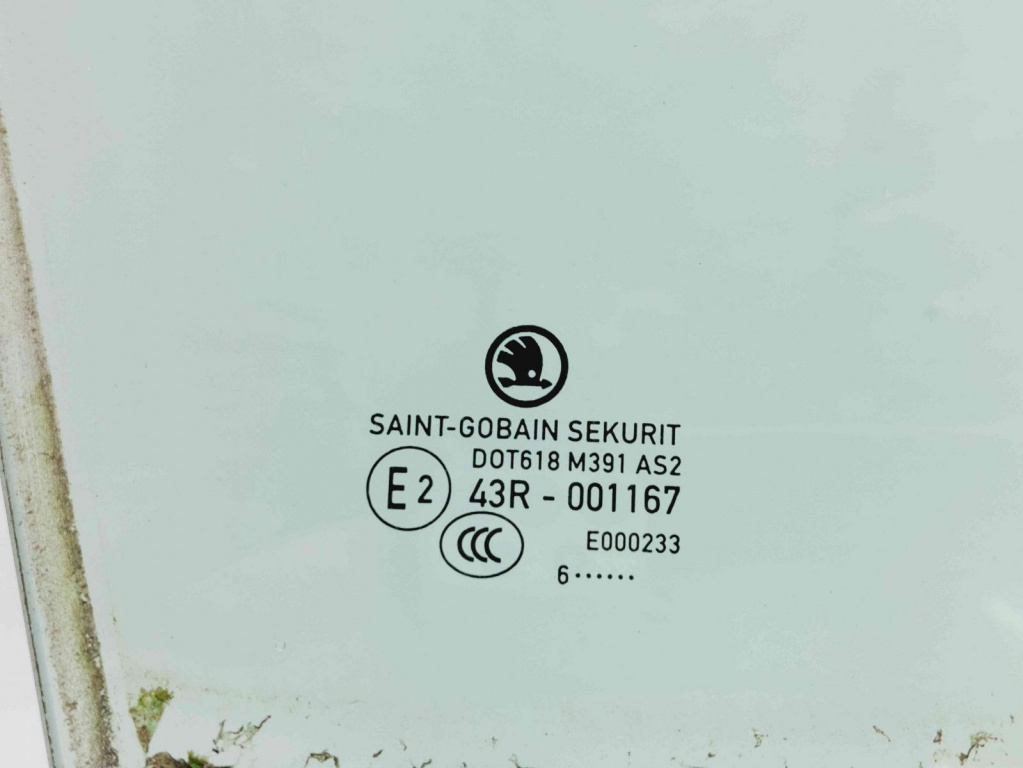 SAINT-GOBAIN SEKURIT
DOT618 M391 AS2
E2 43R - 001167
CCC E000233
6······